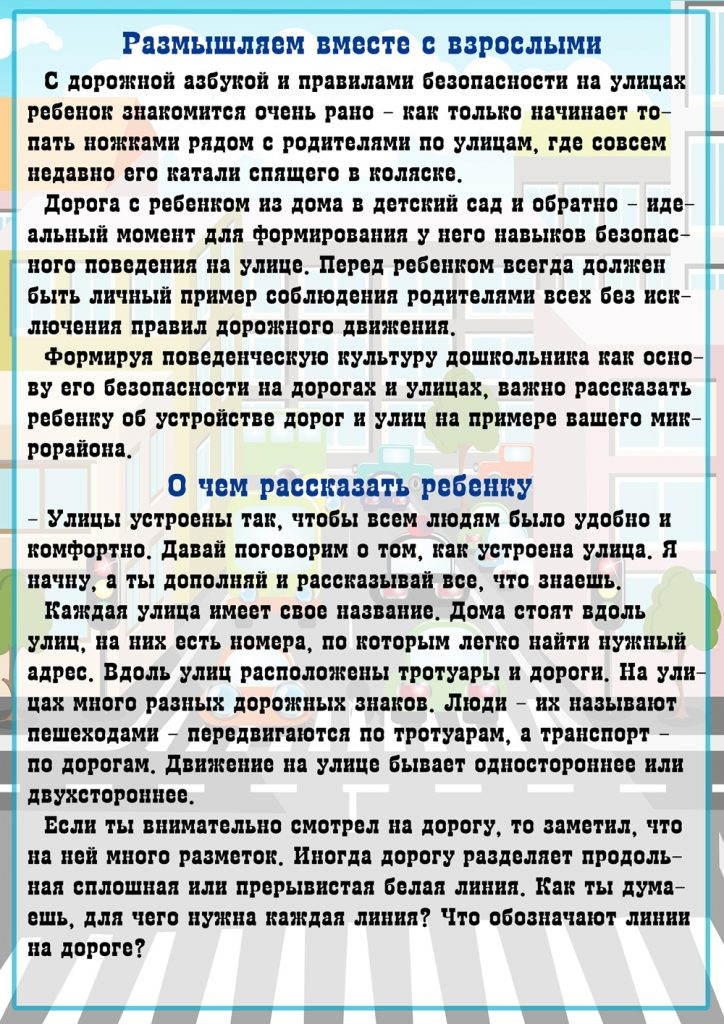 Размышляем вместе с взрослыми
С дорожной азбукой и правилами безопасности на улицах
ребенок знакомится очень рано – как только начинает то-
пать ножками рядом с родителями по улицам, где совсем
недавно его катали спящего в коляске.
Дорога с ребенком из дома в детский сад и обратно – иде-
альный момент для формирования у него навыков безопас-
ного поведения на улице. Перед ребенком всегда должен
быть личный пример соблюдения родителями всех без иск-
лючения правил дорожного движения.
Формируя поведенческую культуру дошкольника как осно-
ву его безопасности на дорогах и улицах, важно рассказать
ребенку об устройстве дорог и улиц на примере вашего мик-
рорайона.
О чем рассказать ребенку
– Улицы устроены так, чтобы всем людям было удобно и
комфортно. Давай поговорим о том, как устроена улица. Я
начну, а ты дополняй и рассказывай все, что знаешь.
Каждая улица имеет свое название. Дома стоят вдоль
улиц, на них есть номера, по которым легко найти нужный
адрес. Вдоль улиц расположены тротуары и дороги. На ули-
цах много разных дорожных знаков. Люди – их называют
пешеходами – передвигаются по тротуарам, а транспорт –
по дорогам. Движение на улице бывает одностороннее или
двухстороннее.
Если ты внимательно смотрел на дорогу, то заметил, что
на ней много разметок. Иногда дорогу разделяет продоль-
ная сплошная или прерывистая белая линия. Как ты дума-
ешь, для чего нужна каждая линия? Что обозначают линии
на дороге?